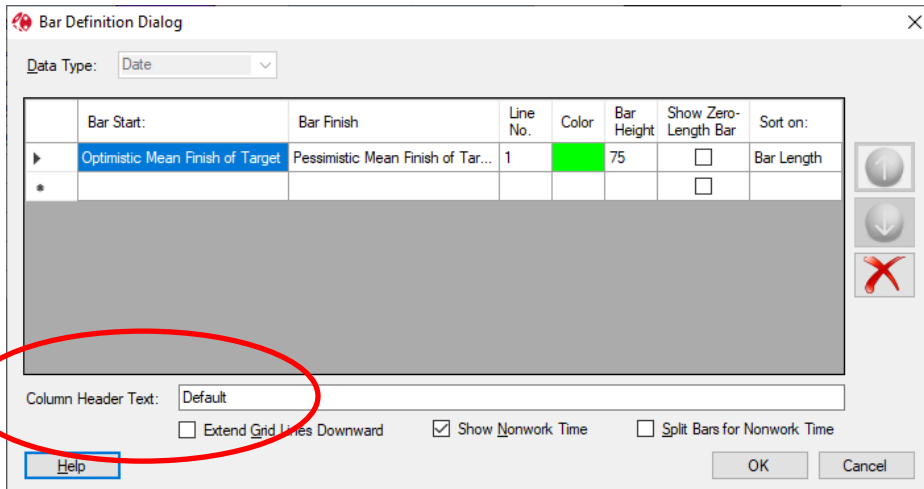 Bar Definition Dialog
Data Type: Date
Bar Start: Bar Finish Line No. Color Bar Height Show Zero-Length Bar Sort on:
Optimistic Mean Finish of Target Pessimistic Mean Finish of Tar... 1 75 Bar Length
Column Header Text: Default
Extend Grid Lines Downward Show Nonwork Time Split Bars for Nonwork Time
Help OK Cancel